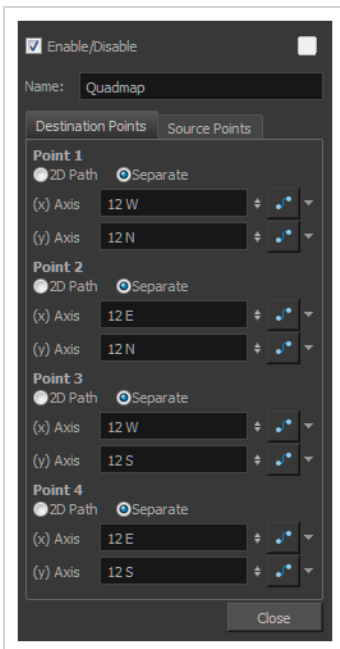 Enable/Disable
Name: Quadmap
Destination Points Source Points
Point 1
2D Path Separate
(x) Axis 12 W
(y) Axis 12 N
Point 2
2D Path Separate
(x) Axis 12 E
(y) Axis 12 N
Point 3
2D Path Separate
(x) Axis 12 W
(y) Axis 12 S
Point 4
2D Path Separate
(x) Axis 12 E
(y) Axis 12 S
Close